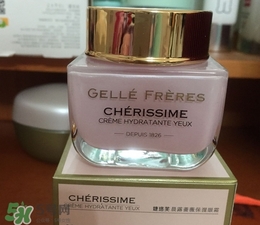 GELLÉ FRÈRES
CHÉRISSIME
CRÈME HYDRATANTE YEUX
DEPUIS 1826
CHÉRISSIME
CRÈME HYDRATANTE YEUX